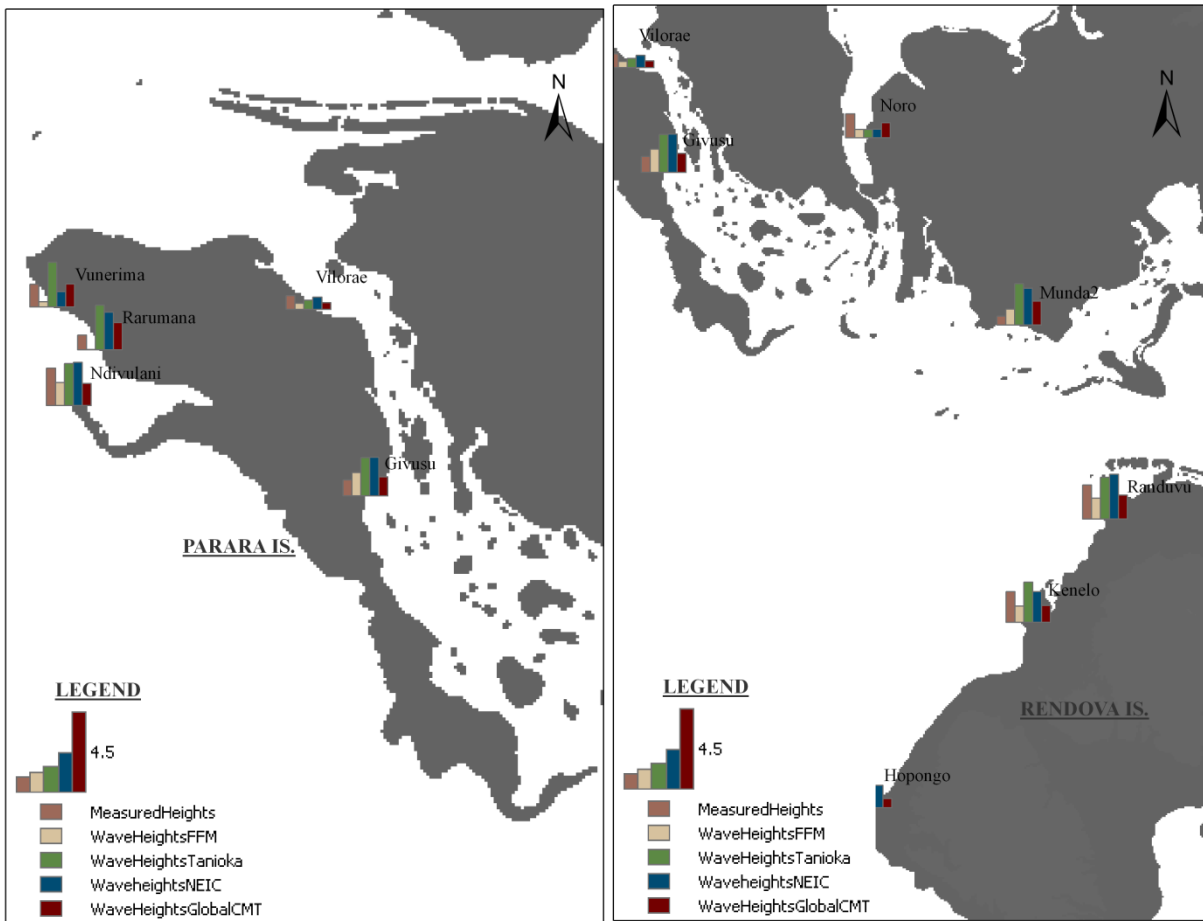 N
Vilorae
Vunerima
Rarumana
Ndivulani
Givusu
PARARA IS.
LEGEND
4.5
MeasuredHeights
WaveHeightsFFM
WaveHeightsTanioka
WaveheightsNEIC
WaveHeightsGlobalCMT
Vilorae
N
Noro
Givusu
Munda2
Randuvu
Kenelo
LEGEND
RENDOVA IS.
4.5
Hopongo
MeasuredHeights
WaveHeightsFFM
WaveHeightsTanioka
WaveheightsNEIC
WaveHeightsGlobalCMT